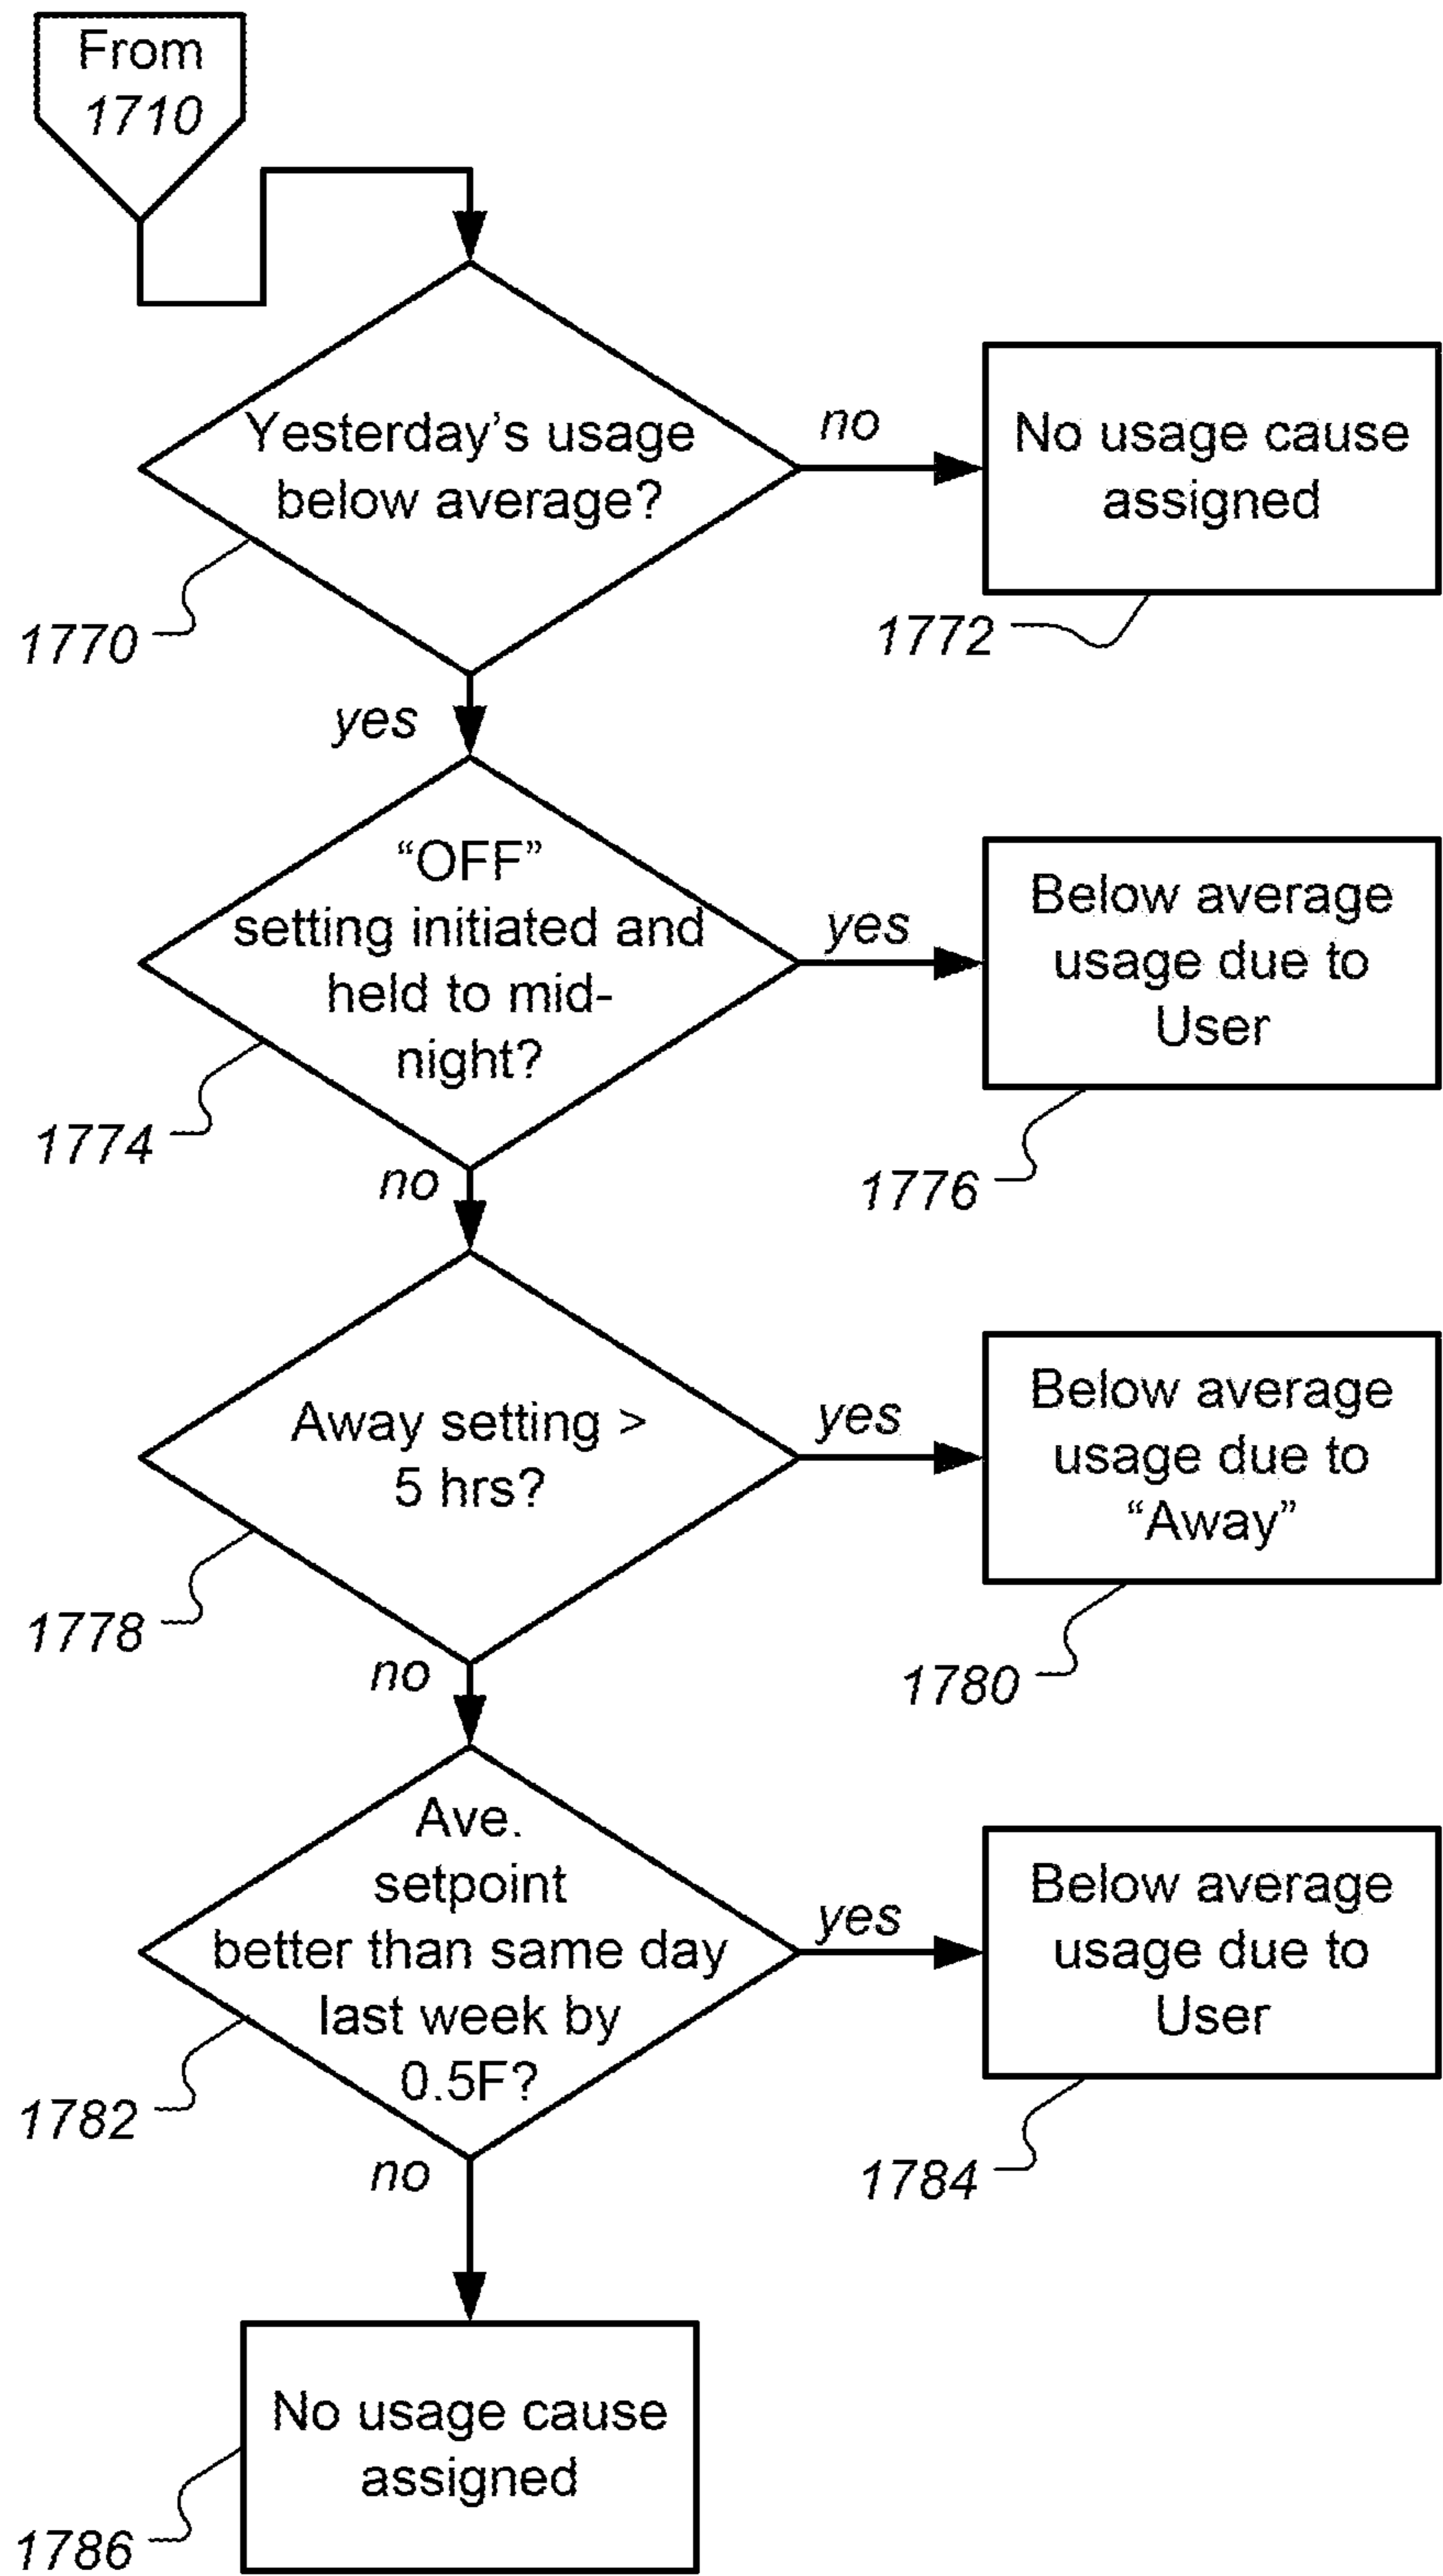 From
1710
Yesterday’s usage
below average?
no
No usage cause
assigned
1770
1772
yes
“OFF”
setting initiated and
held to mid-
night?
yes
Below average
usage due to
User
1774
1776
no
Away setting >
5 hrs?
yes
Below average
usage due to
“Away”
1778
1780
no
Ave.
setpoint
better than same day
last week by
0.5F?
yes
Below average
usage due to
User
1782
1784
no
No usage cause
assigned
1786